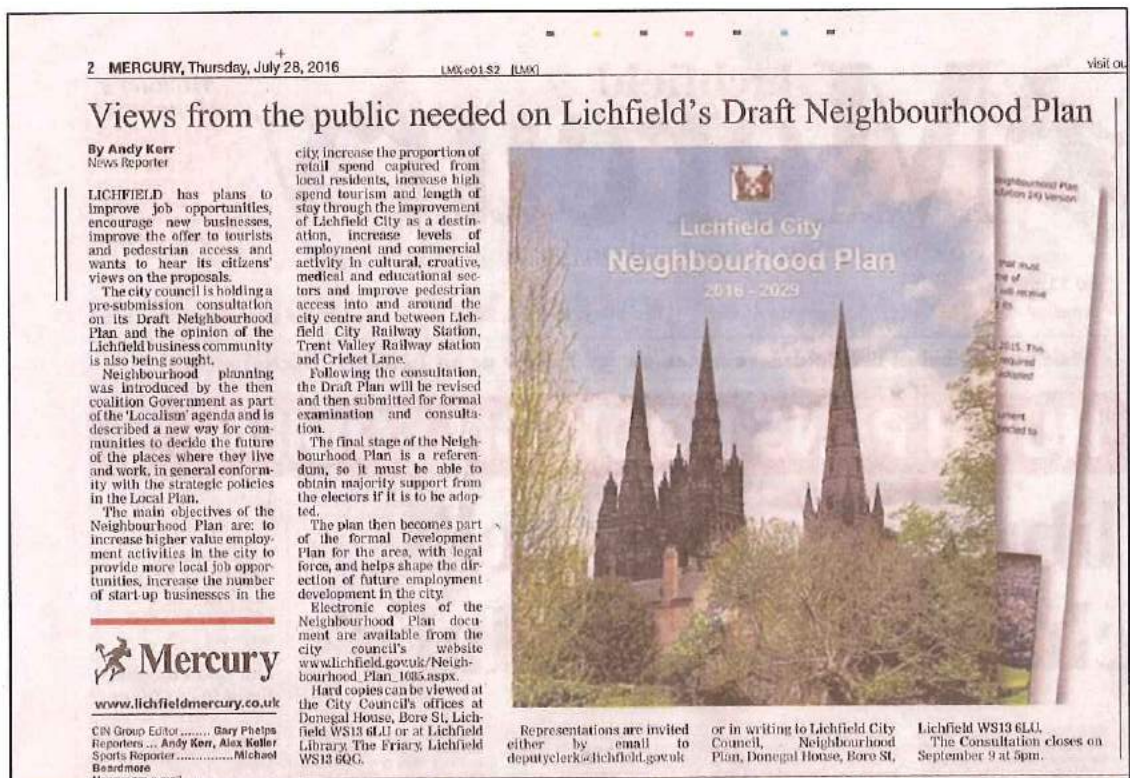 2 MERCURY, Thursday, July 28, 2016
LMX-e01-S2 [LMX]
visit ou
Views from the public needed on Lichfield's Draft Neighbourhood Plan
By Andy Kerr
News Reporter
LICHFIELD has plans to
improve job opportunities,
encourage new businesses,
improve the offer to tourists
and pedestrian access and
wants to hear its citizens'
views on the proposals.
The city council is holding a
pre-submission consultation
on its Draft Neighbourhood
Plan and the opinion of the
Lichfield business community
is also being sought.
Neighbourhood planning
was introduced by the then
coalition Government as part
of the 'Localism' agenda and is
described a new way for com-
munities to decide the future
of the places where they live
and work, in general conform-
ity with the strategic policies
in the Local Plan.
The main objectives of the
Neighbourhood Plan are: to
increase higher value employ-
ment activities in the city to
provide more local job oppor-
tunities, increase the number
of start-up businesses in the
city, increase the proportion of
retail spend captured from
local residents, increase high
spend tourism and length of
stay through the improvement
of Lichfield City as a destin-
ation, increase levels of
employment and commercial
activity in cultural, creative,
medical and educational sec-
tors and improve pedestrian
access into and around the
city centre and between Lich-
field City Railway Station,
Trent Valley Railway station
and Cricket Lane.
Following the consultation,
the Draft Plan will be revised
and then submitted for formal
examination and consulta-
tion.
The final stage of the Neigh-
bourhood Plan is a referen-
dum, so it must be able to
obtain majority support from
the electors if it is to be adop-
ted.
The plan then becomes part
of the formal Development
Plan for the area, with legal
force, and helps shape the dir-
ection of future employment
development in the city.
Electronic copies of the
Neighbourhood Plan docu-
ment are available from the
city council's website
www.lichfield.gov.uk/Neigh-
bourhood_Plan_1085.aspx.
Hard copies can be viewed at
the City Council's offices at
Donegal House, Bore St, Lich-
field WS13 6LU or at Lichfield
Library, The Friary, Lichfield
WS13 6QG.
Mercury
www.lichfieldmercury.co.uk
CIN Group Editor ........ Gary Phelps
Reporters ... Andy Kerr, Alex Keller
Sports Reporter .............. Michael
Beardmore
Lichfield City
Neighbourhood Plan
2016 - 2029
Neighbourhood Plan
Version
that must
of
will receive
2015. This
required
adopted
Representations are invited
either by email to
deputyclerk@lichfield.gov.uk
or in writing to Lichfield City
Council, Neighbourhood
Plan, Donegal House, Bore St,
Lichfield WS13 6LU.
The Consultation closes on
September 9 at 5pm.